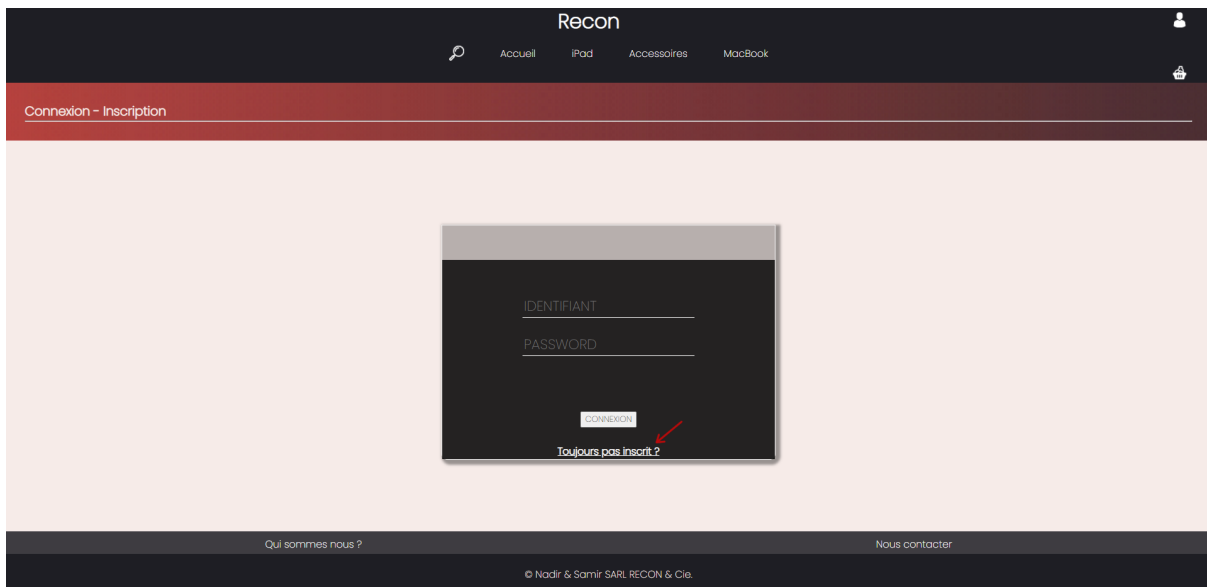 Recon
Accueil iPad Accessoires MacBook
Connexion - Inscription
IDENTIFIANT
PASSWORD
CONNEXION
Toujours pas inscrit ?
Qui sommes nous ? Nous contacter
© Nadir & Samir SARL RECON & Cie.